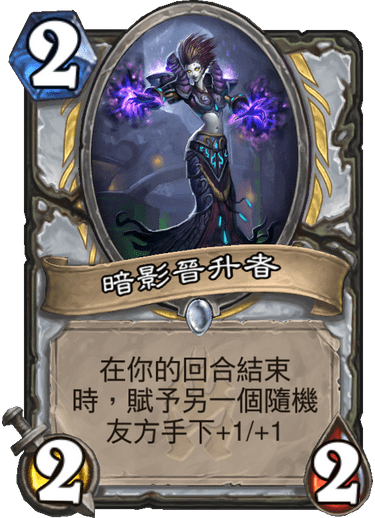 2
暗影晉升者
在你的回合結束
時，賦予另一個隨機
友方手下+1/+1
2
2